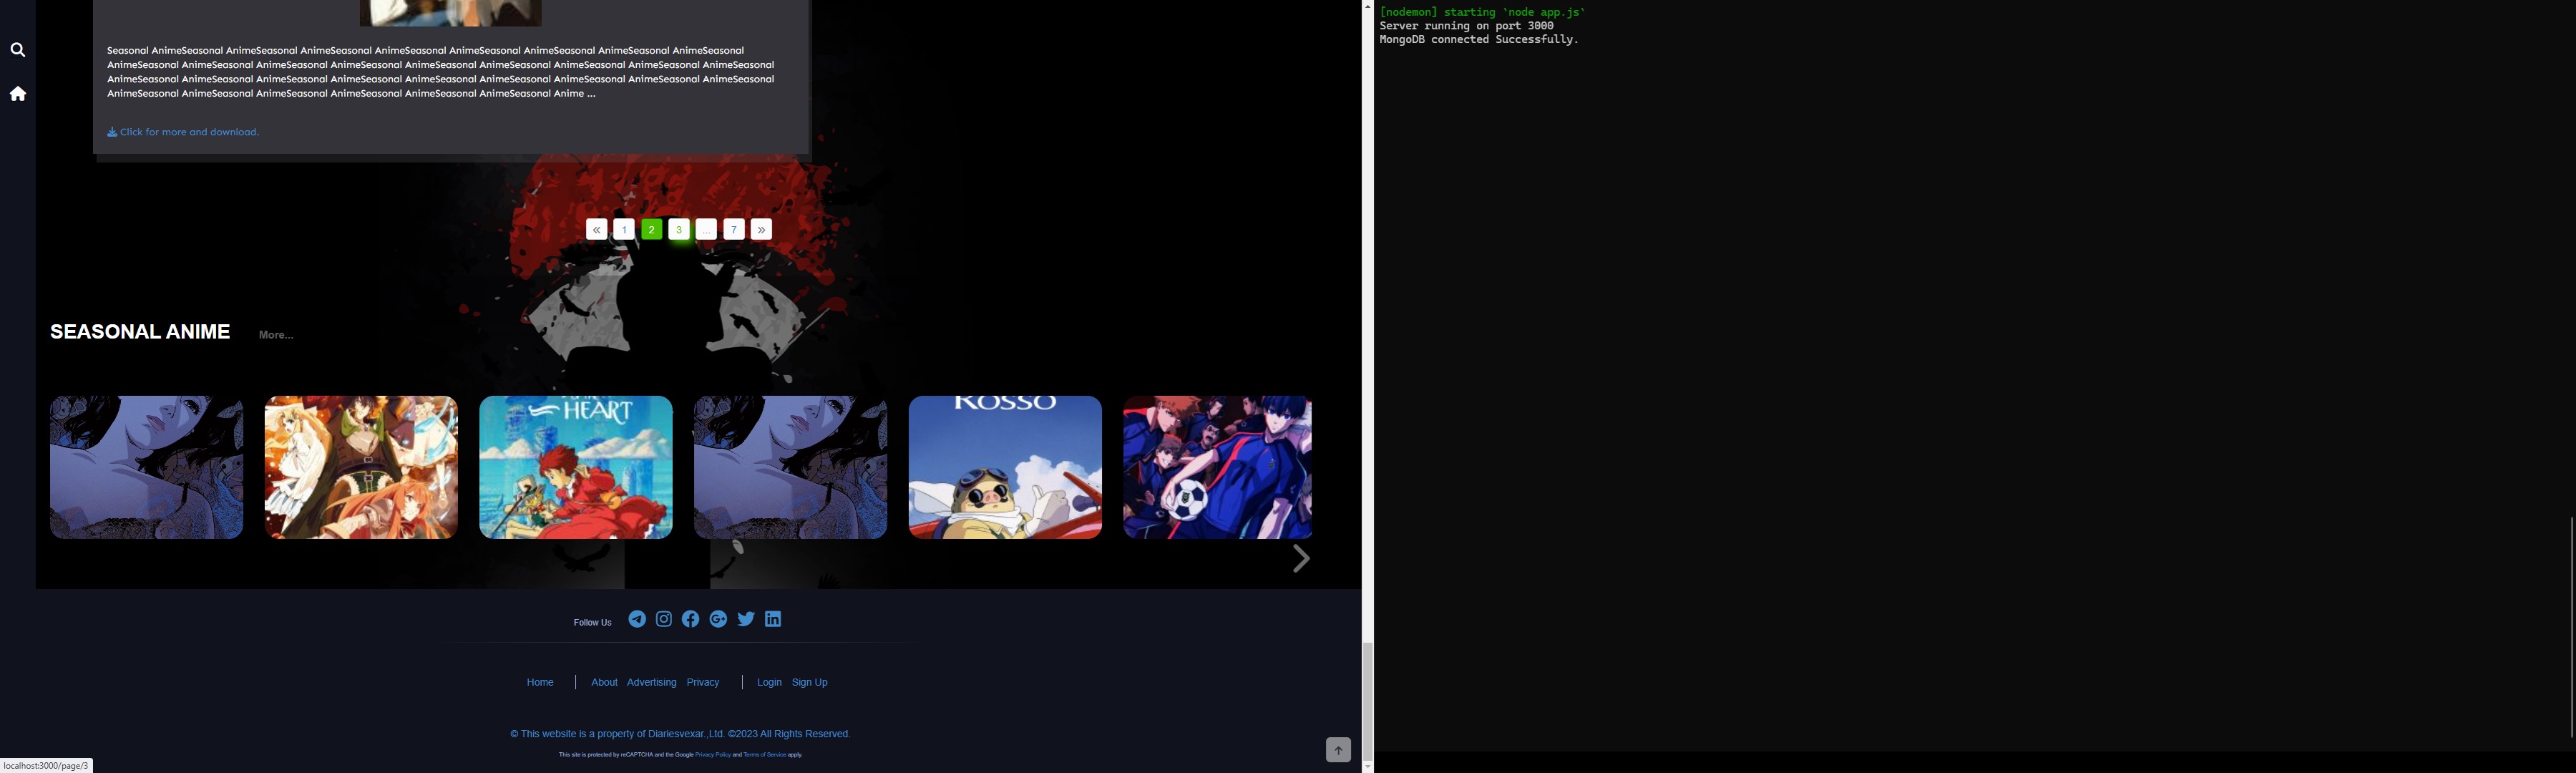 Seasonal AnimeSeasonal AnimeSeasonal AnimeSeasonal AnimeSeasonal AnimeSeasonal AnimeSeasonal AnimeSeasonal AnimeSeasonal
AnimeSeasonal AnimeSeasonal AnimeSeasonal AnimeSeasonal AnimeSeasonal AnimeSeasonal AnimeSeasonal AnimeSeasonal AnimeSeasonal
AnimeSeasonal AnimeSeasonal AnimeSeasonal AnimeSeasonal AnimeSeasonal AnimeSeasonal AnimeSeasonal AnimeSeasonal AnimeSeasonal
AnimeSeasonal AnimeSeasonal AnimeSeasonal AnimeSeasonal AnimeSeasonal AnimeSeasonal Anime ...
Click for more and download.
« 1 2 3 ... 7 »
SEASONAL ANIME More...
HEART
ROSSO
Follow Us
Home About Advertising Privacy Login Sign Up
© This website is a property of Diariesvexar.,Ltd. ©2023 All Rights Reserved.
This site is protected by reCAPTCHA and the Google Privacy Policy and Terms of Service apply.
localhost:3000/page/3
[nodemon] starting `node app.js`
Server running on port 3000
MongoDB connected Successfully.